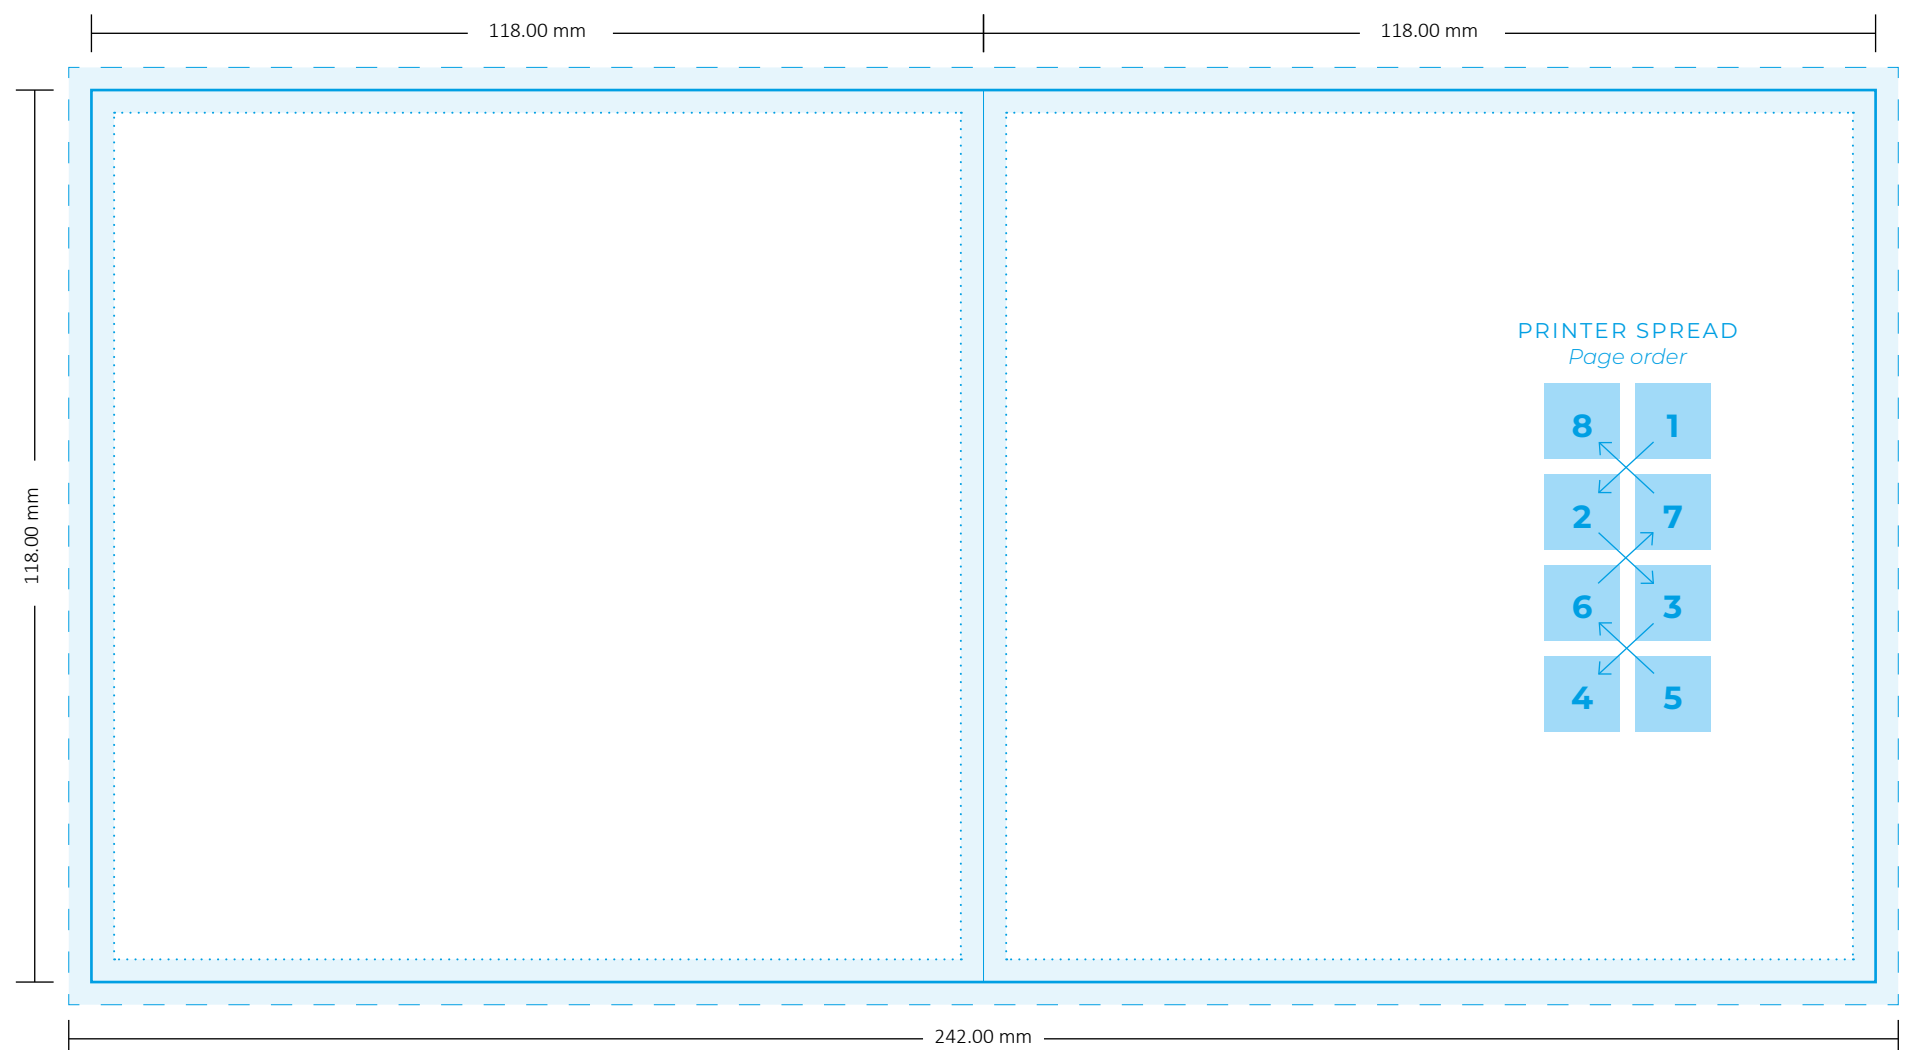 118.00 mm
118.00 mm
118.00 mm
PRINTER SPREAD
Page order
8 1
2 7
6 3
4 5
242.00 mm